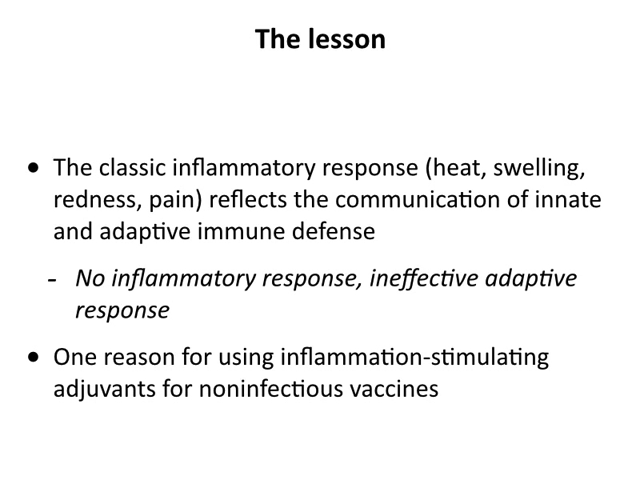 The lesson
• The classic inflammatory response (heat, swelling,
redness, pain) reflects the communication of innate
and adaptive immune defense
- No inflammatory response, ineffective adaptive
response
• One reason for using inflammation-stimulating
adjuvants for noninfectious vaccines